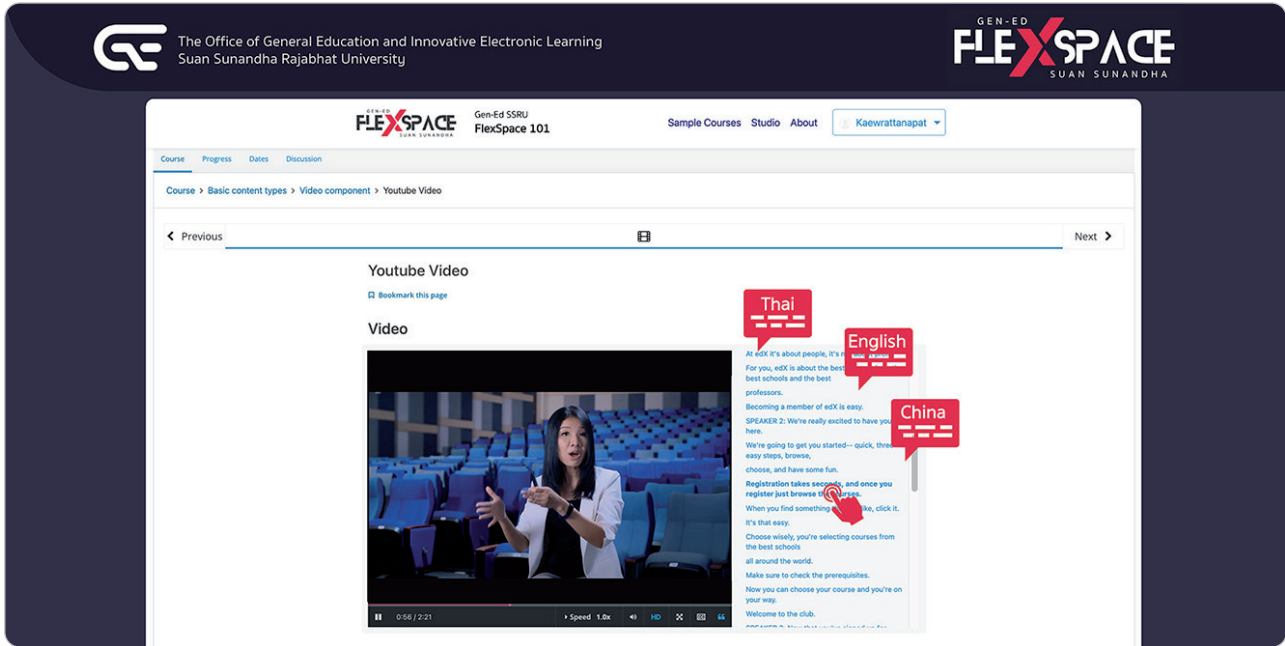 The Office of General Education and Innovative Electronic Learning
Suan Sunandha Rajabhat University
GEN-ED
FLEXSPACE
SUAN SUNANDHA
GEN-ED
FLEXSPACE
SUAN SUNANDHA
Gen-Ed SSRU
FlexSpace 101
Sample Courses Studio About Kaewrattanapat
Course Progress Dates Discussion
Course > Basic content types > Video component > Youtube Video
Previous
Next
Youtube Video
Bookmark this page
Video
Thai
English
China
At edX it's about people, it's
For you, edX is about the best
best schools and the best
professors.
Becoming a member of edX is easy.
SPEAKER 2: We're really excited to have you
here.
We're going to get you started-- quick, three
easy steps, browse,
choose, and have some fun.
Registration takes seconds, and once you
register just browse the courses.
When you find something like, click it.
It's that easy.
Choose wisely, you're selecting courses from
the best schools
all around the world.
Make sure to check the prerequisites.
Now you can choose your course and you're on
your way.
Welcome to the club.
0:56 / 2:21
Speed 1.0x
HD